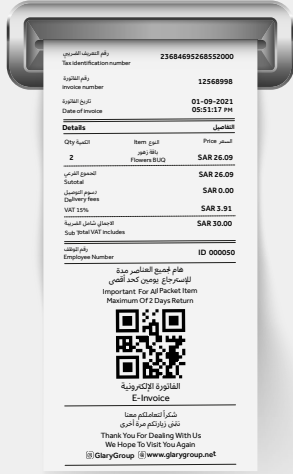 رقم التعريف الضريبي
Tax identification number 23684695268552000
رقم الفاتورة
invoice number 12568998
تاريخ الفاتورة 01-09-2021
Date of invoice 05:51:17 PM
Details التفاصيل
Qty الكمية Item النوع Price السعر
2 باقة زهور SAR 26.09
Flowers BUQ
المجموع الفرعي SAR 26.09
Sutotal
رسوم التوصيل SAR 0.00
Delivery fees
VAT 15% SAR 3.91
الاجمالي شامل الضريبة SAR 30.00
Sub Total VAT includes
رقم الموظف
Employee Number ID 000050
هام لجميع العناصر مدة
للإسترجاع يومين كحد أقصى
Important For All Packet Item
Maximum Of 2 Days Return
الفاتورة الإلكترونية
E-Invoice
شكراً لتعاملكم معنا
نتمنى زيارتكم مرة أخرى
Thank You For Dealing With Us
We Hope To Visit You Again
GlaryGroup www.glarygroup.net